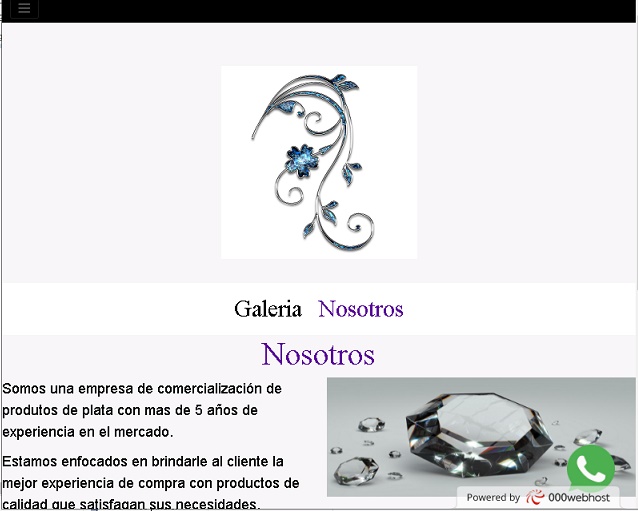 Galeria Nosotros
Nosotros
Somos una empresa de comercialización de
produtos de plata con mas de 5 años de
experiencia en el mercado.
Estamos enfocados en brindarle al cliente la
mejor experiencia de compra con productos de
calidad que satisfagan sus necesidades.
Powered by 000webhost